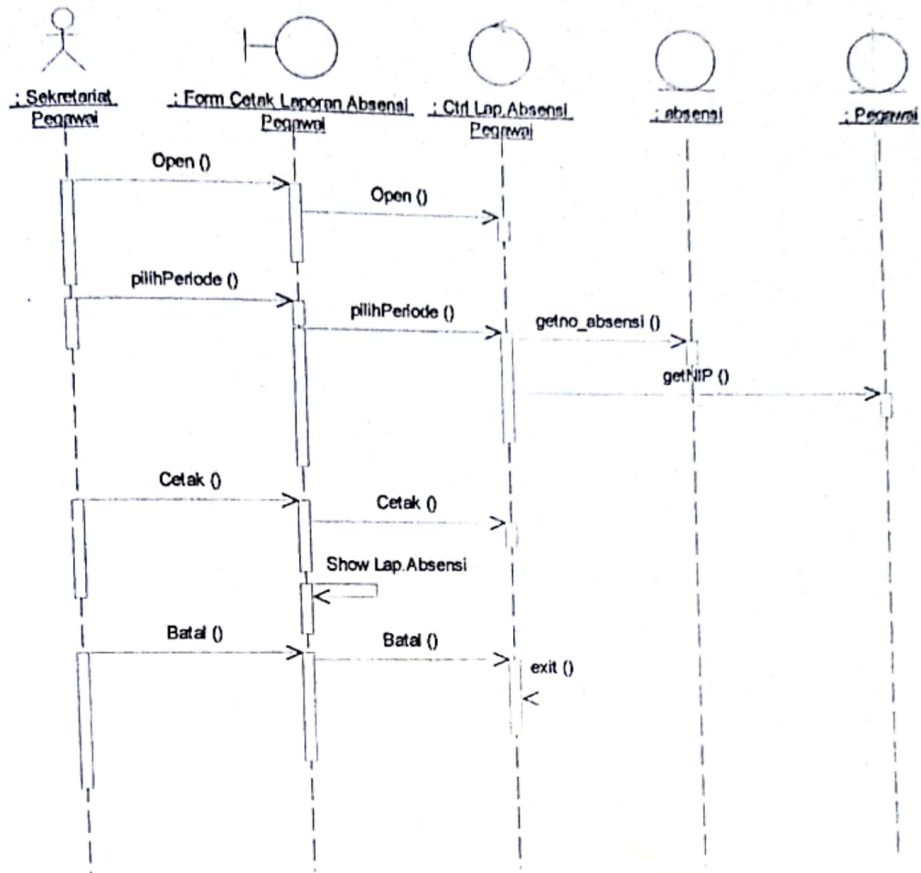 : Sekretariat
Pegawai
: Form Cetak Laporan Absensi
Pegawai
: Ctrl Lap.Absensi
Pegawai
: absensi
: Pegawai
Open ()
Open ()
pilihPeriode ()
pilihPeriode ()
getno_absensi ()
getNIP ()
Cetak ()
Cetak ()
Show Lap.Absensi
Batal ()
Batal ()
exit ()